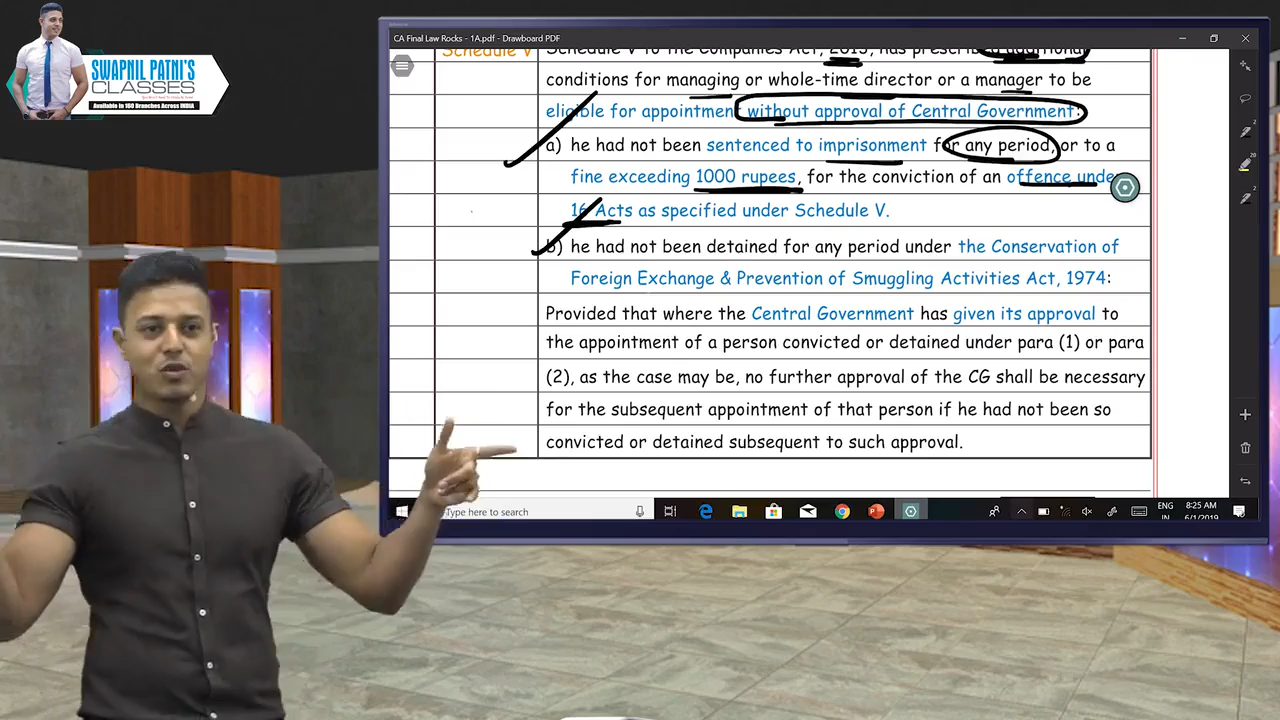 SWAPNIL PATNI'S
CLASSES
Available in 160 Branches Across INDIA
CA Final Law Rocks - 1A.pdf - Drawboard PDF
Schedule V
Schedule V to the Companies Act, 2013, has prescribed additional
conditions for managing or whole-time director or a manager to be
eligible for appointment without approval of Central Government:
a) he had not been sentenced to imprisonment for any period, or to a
fine exceeding 1000 rupees, for the conviction of an offence under
16 Acts as specified under Schedule V.
b) he had not been detained for any period under the Conservation of
Foreign Exchange & Prevention of Smuggling Activities Act, 1974:
Provided that where the Central Government has given its approval to
the appointment of a person convicted or detained under para (1) or para
(2), as the case may be, no further approval of the CG shall be necessary
for the subsequent appointment of that person if he had not been so
convicted or detained subsequent to such approval.
Type here to search
ENG
IN
8:25 AM
6/1/2019